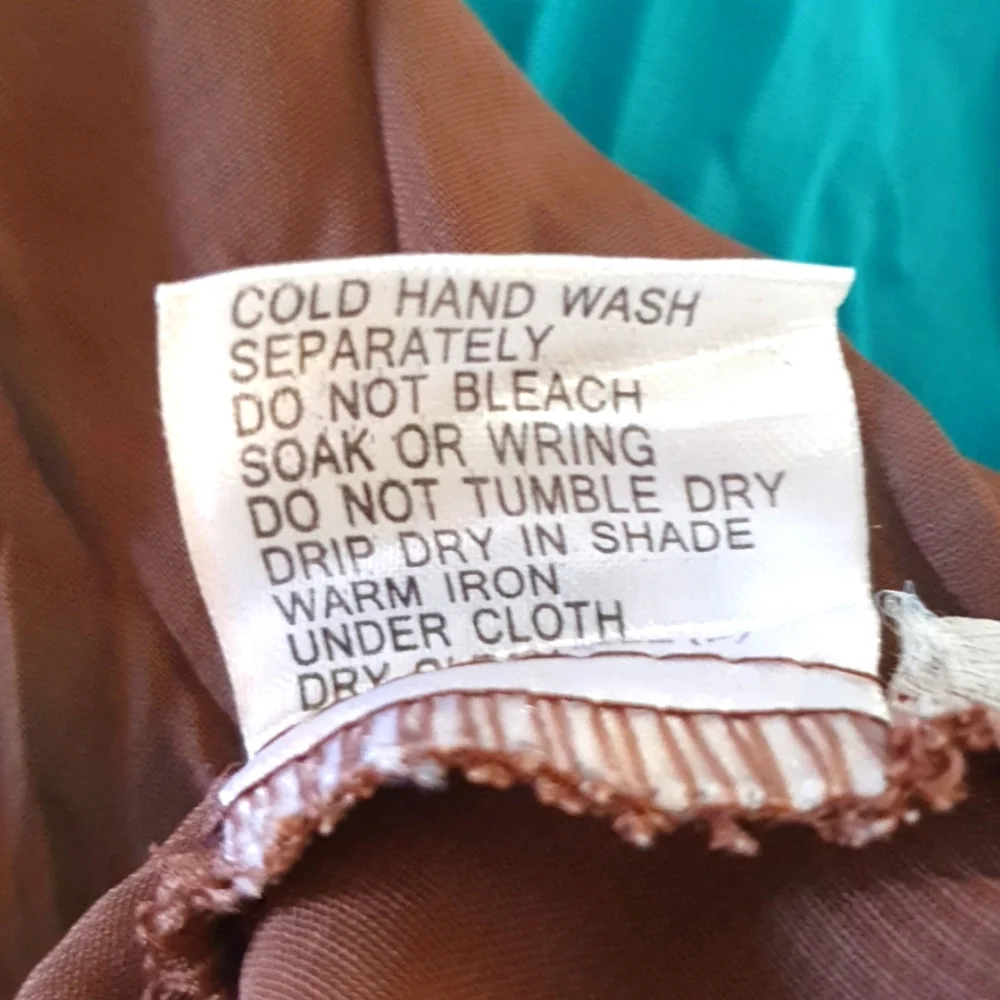 COLD HAND WASH
SEPARATELY
DO NOT BLEACH
SOAK OR WRING
DO NOT TUMBLE DRY
DRIP DRY IN SHADE
WARM IRON
UNDER CLOTH
DRY